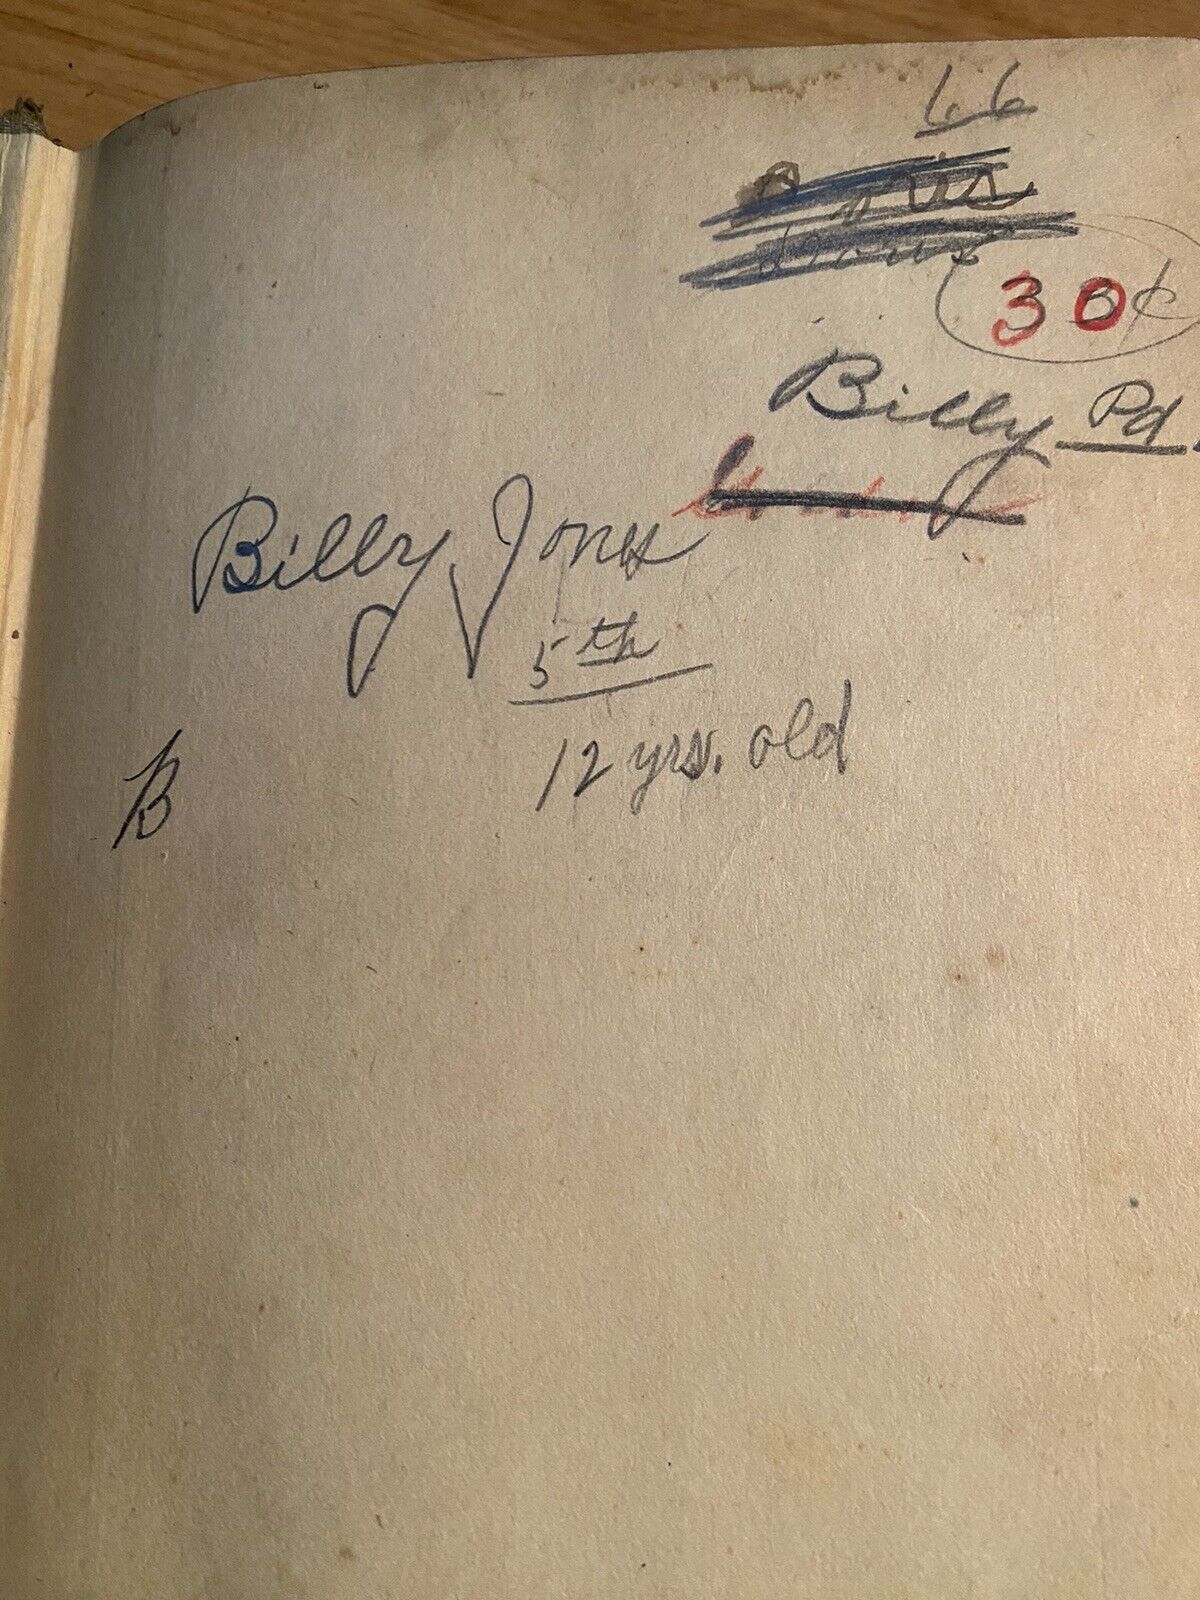 66
30¢
Billy Pd.
Billy Jones
5th
12 yrs. old
B